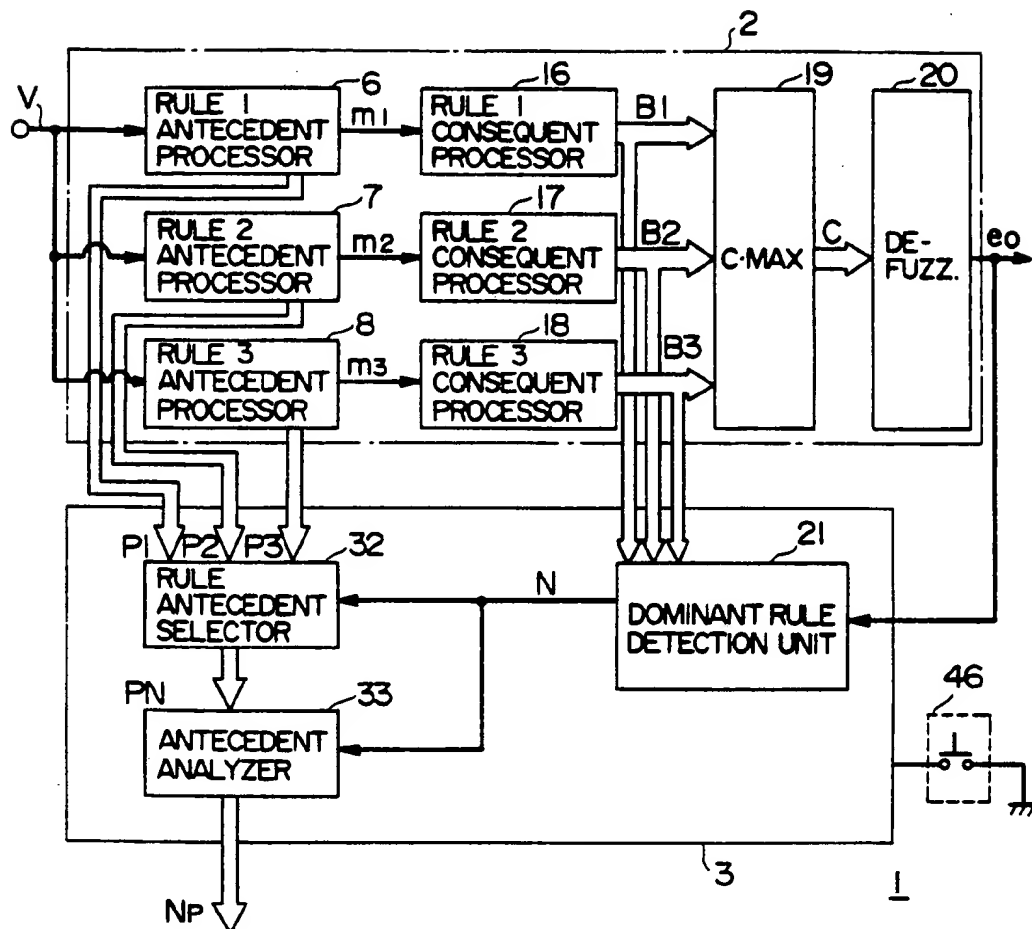 2
6
16
19
20
V
RULE 1
ANTECEDENT
PROCESSOR
m1
RULE 1
CONSEQUENT
PROCESSOR
B1
7
17
RULE 2
ANTECEDENT
PROCESSOR
m2
RULE 2
CONSEQUENT
PROCESSOR
B2
C·MAX
C
DE-
FUZZ.
eo
8
18
RULE 3
ANTECEDENT
PROCESSOR
m3
RULE 3
CONSEQUENT
PROCESSOR
B3
P1
P2
P3
32
21
RULE
ANTECEDENT
SELECTOR
N
DOMINANT RULE
DETECTION UNIT
PN
33
46
ANTECEDENT
ANALYZER
3
1
NP